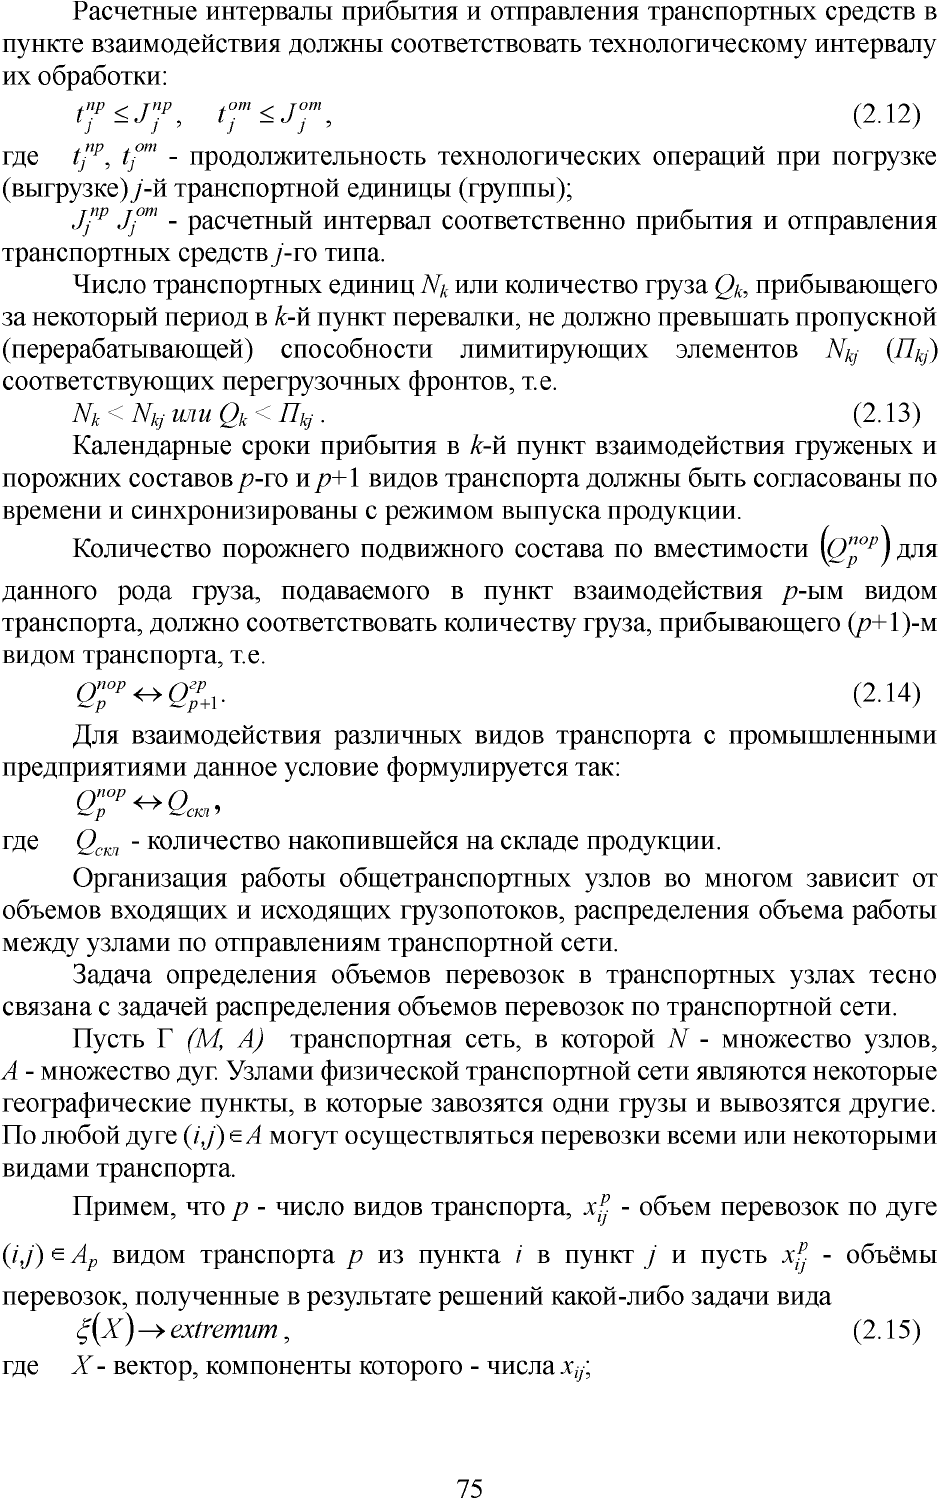 Расчетные интервалы прибытия и отправления транспортных средств в
пункте взаимодействия должны соответствовать технологическому интервалу
их обработки:
t_j^{пр} ≤ J_j^{пр}, t_j^{от} ≤ J_j^{от}, (2.12)
где t_j^{пр}, t_j^{от} - продолжительность технологических операций при погрузке
(выгрузке) j-й транспортной единицы (группы);
J_j^{пр} J_j^{от} - расчетный интервал соответственно прибытия и отправления
транспортных средств j-го типа.
Число транспортных единиц N_k или количество груза Q_k, прибывающего
за некоторый период в k-й пункт перевалки, не должно превышать пропускной
(перерабатывающей) способности лимитирующих элементов N_{kj} (П_{kj})
соответствующих перегрузочных фронтов, т.е.
N_k < N_{kj} или Q_k < П_{kj} . (2.13)
Календарные сроки прибытия в k-й пункт взаимодействия груженых и
порожних составов p-го и p+1 видов транспорта должны быть согласованы по
времени и синхронизированы с режимом выпуска продукции.
Количество порожнего подвижного состава по вместимости (Q_p^{пор}) для
данного рода груза, подаваемого в пункт взаимодействия p-ым видом
транспорта, должно соответствовать количеству груза, прибывающего (p+1)-м
видом транспорта, т.е.
Q_p^{пор} ↔ Q_{p+1}^{гр}. (2.14)
Для взаимодействия различных видов транспорта с промышленными
предприятиями данное условие формулируется так:
Q_p^{пор} ↔ Q_{скл} ,
где Q_{скл} - количество накопившейся на складе продукции.
Организация работы общетранспортных узлов во многом зависит от
объемов входящих и исходящих грузопотоков, распределения объема работы
между узлами по отправлениям транспортной сети.
Задача определения объемов перевозок в транспортных узлах тесно
связана с задачей распределения объемов перевозок по транспортной сети.
Пусть Г (М, А) транспортная сеть, в которой N - множество узлов,
А - множество дуг. Узлами физической транспортной сети являются некоторые
географические пункты, в которые завозятся одни грузы и вывозятся другие.
По любой дуге (i,j)∈A могут осуществляться перевозки всеми или некоторыми
видами транспорта.
Примем, что p - число видов транспорта, x_{ij}^p - объем перевозок по дуге
(i,j)∈A_p видом транспорта p из пункта i в пункт j и пусть x_{ij}^p - объёмы
перевозок, полученные в результате решений какой-либо задачи вида
ξ(X)→extremum , (2.15)
где X - вектор, компоненты которого - числа x_{ij};
75